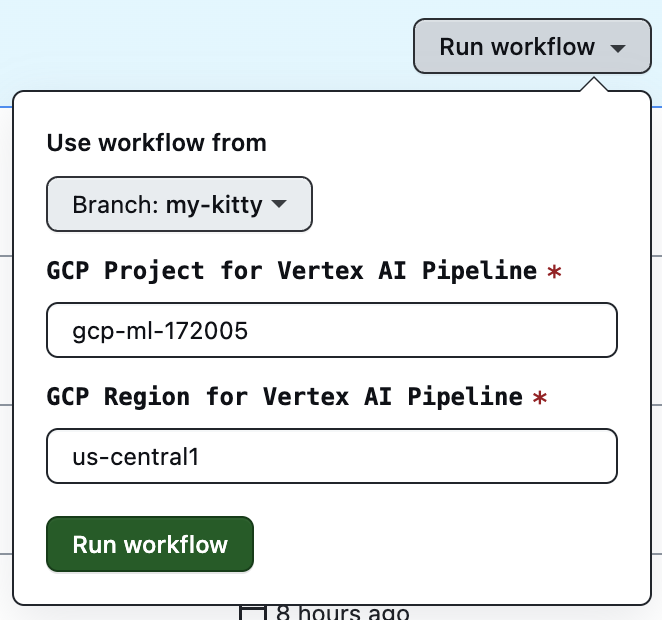 Run workflow
Use workflow from
Branch: my-kitty
GCP Project for Vertex AI Pipeline *
gcp-ml-172005
GCP Region for Vertex AI Pipeline *
us-central1
Run workflow
8 hours ago